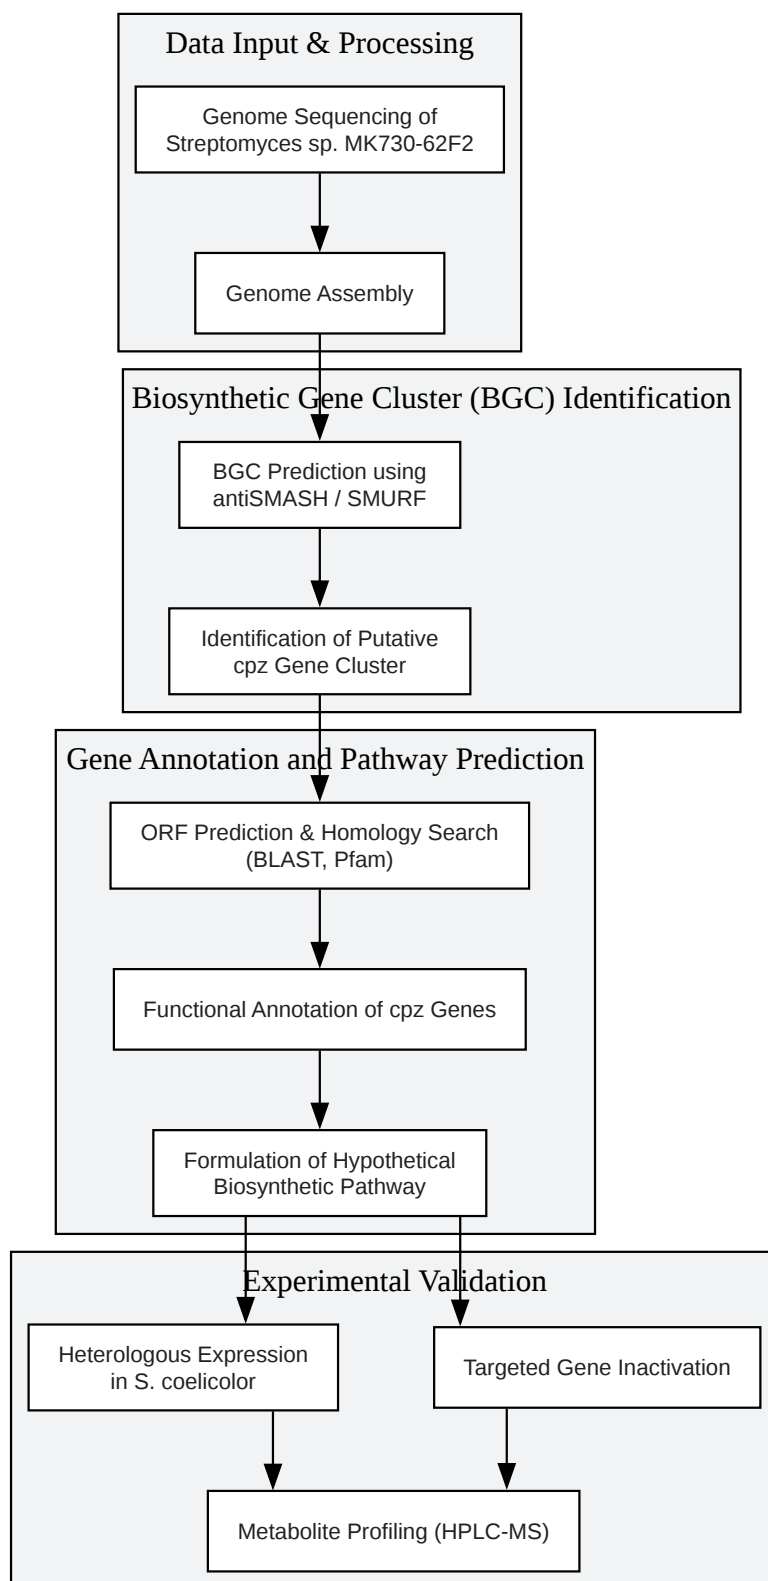 Data Input & Processing
Genome Sequencing of
Streptomyces sp. MK730-62F2
Genome Assembly
Biosynthetic Gene Cluster (BGC) Identification
BGC Prediction using
antiSMASH / SMURF
Identification of Putative
cpz Gene Cluster
Gene Annotation and Pathway Prediction
ORF Prediction & Homology Search
(BLAST, Pfam)
Functional Annotation of cpz Genes
Formulation of Hypothetical
Biosynthetic Pathway
Experimental Validation
Heterologous Expression
in S. coelicolor
Targeted Gene Inactivation
Metabolite Profiling (HPLC-MS)